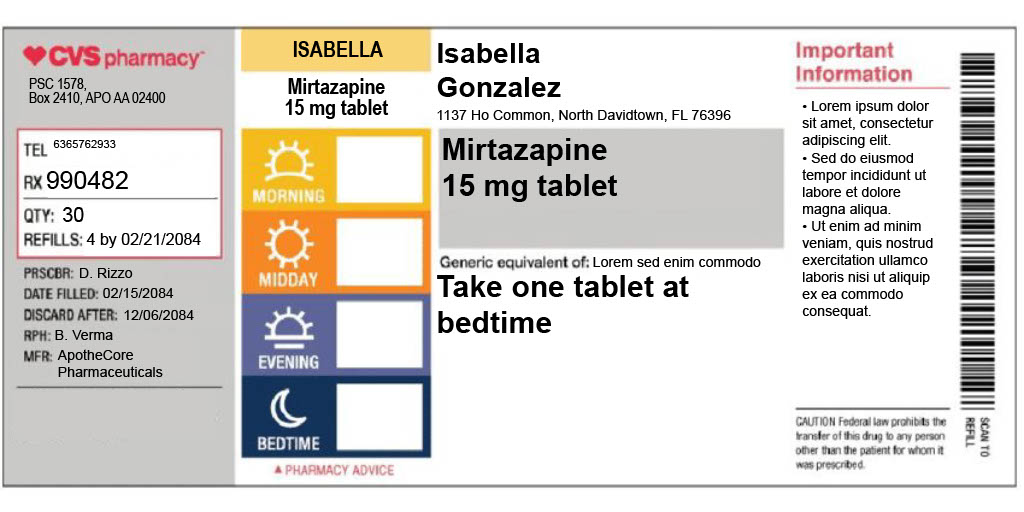 CVS pharmacy
PSC 1578,
Box 2410, APO AA 02400
TEL 6365762933
RX 990482
QTY: 30
REFILLS: 4 by 02/21/2084
PRSCBR: D. Rizzo
DATE FILLED: 02/15/2084
DISCARD AFTER: 12/06/2084
RPH: B. Verma
MFR: ApotheCore
Pharmaceuticals
ISABELLA
Mirtazapine
15 mg tablet
MORNING
MIDDAY
EVENING
BEDTIME
▲ PHARMACY ADVICE
Isabella
Gonzalez
1137 Ho Common, North Davidtown, FL 76396
Mirtazapine
15 mg tablet
Generic equivalent of: Lorem sed enim commodo
Take one tablet at
bedtime
Important
Information
• Lorem ipsum dolor
sit amet, consectetur
adipiscing elit.
• Sed do eiusmod
tempor incididunt ut
labore et dolore
magna aliqua.
• Ut enim ad minim
veniam, quis nostrud
exercitation ullamco
laboris nisi ut aliquip
ex ea commodo
consequat.
CAUTION Federal law prohibits the
transfer of this drug to any person
other than the patient for whom it
was prescribed.
SCAN TO
REFILL